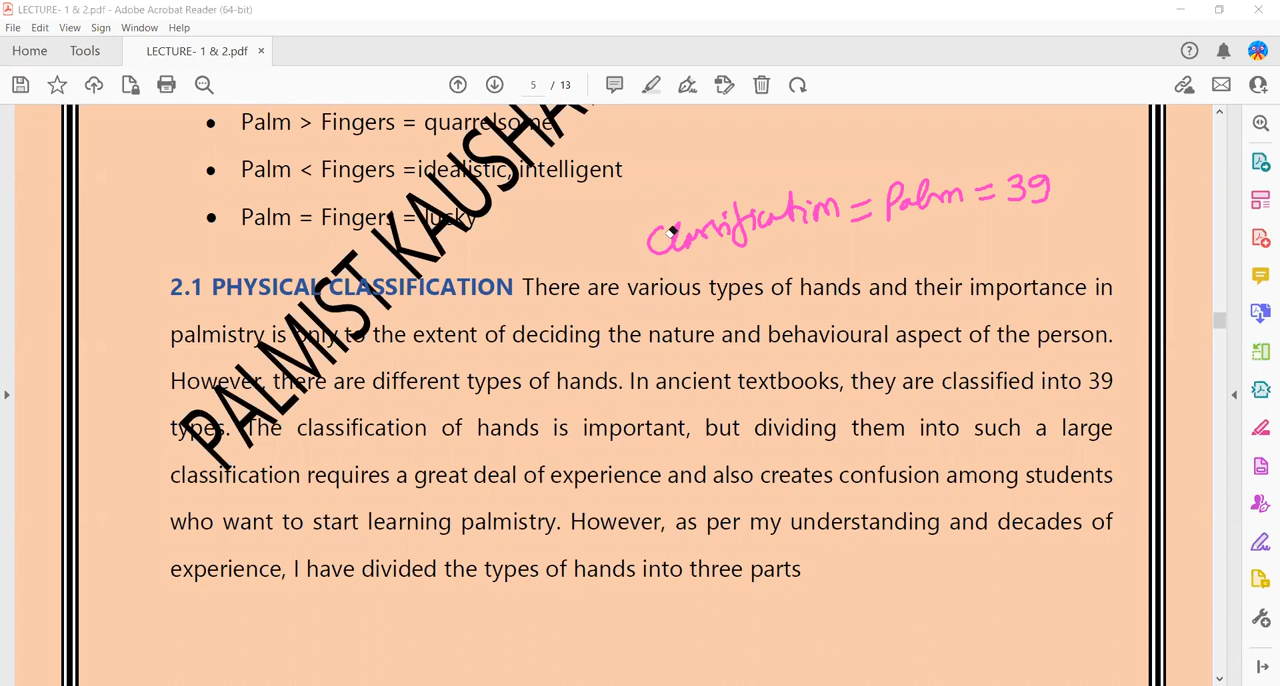 LECTURE- 1 & 2.pdf - Adobe Acrobat Reader (64-bit)
File Edit View Sign Window Help
Home Tools LECTURE- 1 & 2.pdf ×
5 / 13
• Palm > Fingers = quarrelsome
• Palm < Fingers =idealistic, intelligent
• Palm = Fingers = lucky
Classification = Palm = 39
2.1 PHYSICAL CLASSIFICATION There are various types of hands and their importance in
palmistry is only to the extent of deciding the nature and behavioural aspect of the person.
However, there are different types of hands. In ancient textbooks, they are classified into 39
types. The classification of hands is important, but dividing them into such a large
classification requires a great deal of experience and also creates confusion among students
who want to start learning palmistry. However, as per my understanding and decades of
experience, I have divided the types of hands into three parts
PALMIST